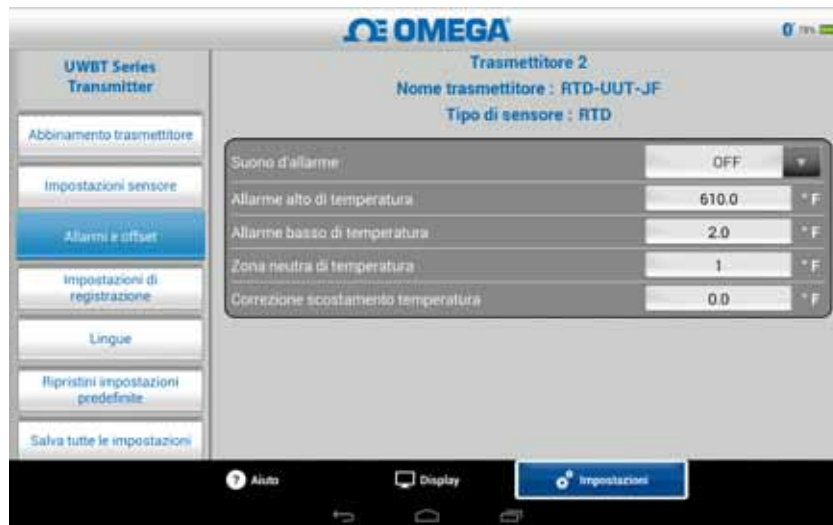 OMEGA
78%
UWBT Series
Transmitter
Trasmettitore 2
Nome trasmettitore : RTD-UUT-JF
Tipo di sensore : RTD
Abbinamento trasmettitore
Impostazioni sensore
Allarmi e offset
Impostazioni di
registrazione
Lingue
Ripristini impostazioni
predefinite
Salva tutte le impostazioni
Suono d'allarme OFF
Allarme alto di temperatura 610.0 °F
Allarme basso di temperatura 2.0 °F
Zona neutra di temperatura 1 °F
Correzione scostamento temperatura 0.0 °F
? Aiuto Display Impostazioni